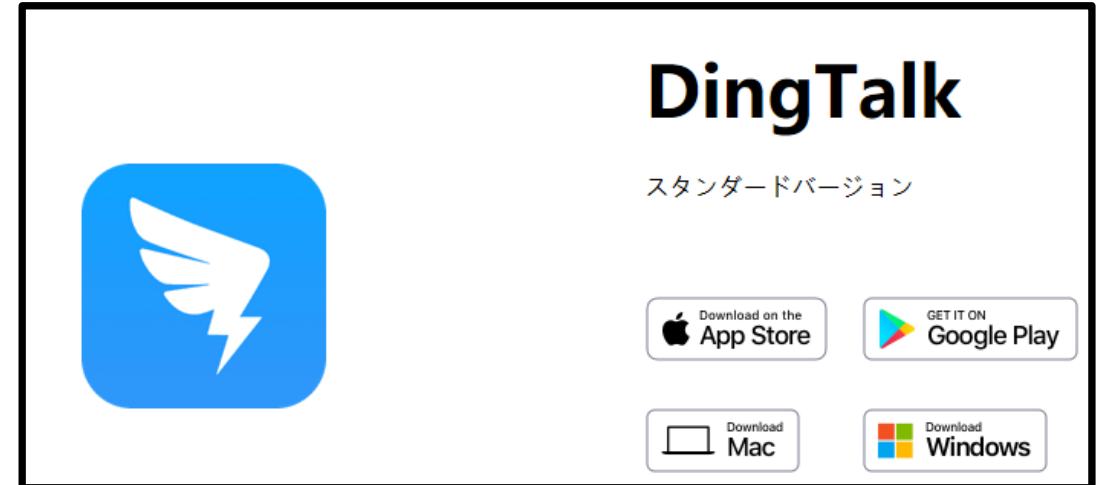 DingTalk
スタンダードバージョン
Download on the
App Store
GET IT ON
Google Play
Download
Mac
Download
Windows